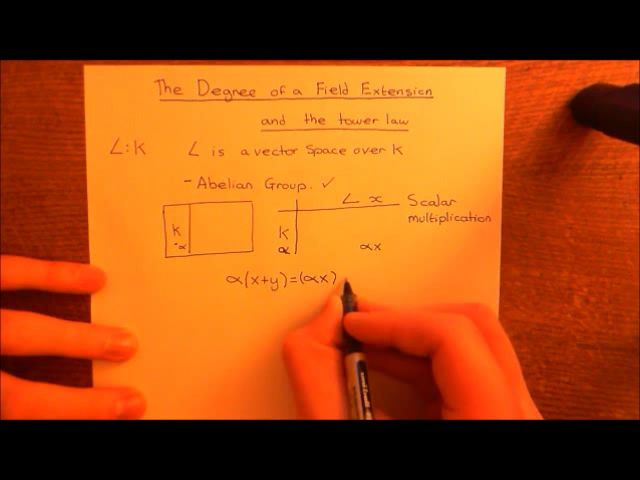 The Degree of a Field Extension
and the tower law
L:K L is a vector Space over K
- Abelian Group. ✓
L x Scalar
multiplication
K K
·α α αx
α(x+y)=(αx)